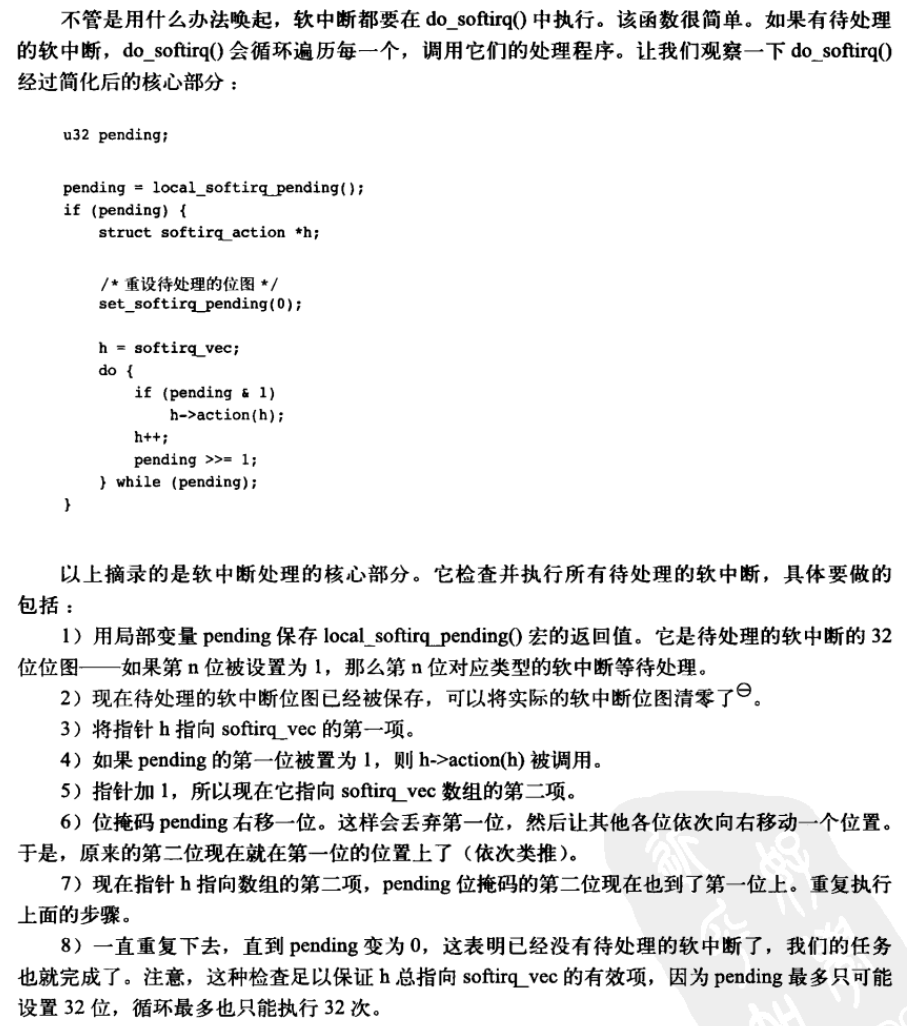 不管是用什么办法唤起，软中断都要在 do_softirq() 中执行。该函数很简单。如果有待处理
的软中断，do_softirq() 会循环遍历每一个，调用它们的处理程序。让我们观察一下 do_softirq()
经过简化后的核心部分：
u32 pending;
pending = local_softirq_pending();
if (pending) {
    struct softirq_action *h;
    /* 重设待处理的位图 */
    set_softirq_pending(0);
    h = softirq_vec;
    do {
        if (pending & 1)
            h->action(h);
        h++;
        pending >>= 1;
    } while (pending);
}
以上摘录的是软中断处理的核心部分。它检查并执行所有待处理的软中断，具体要做的
包括：
1）用局部变量 pending 保存 local_softirq_pending() 宏的返回值。它是待处理的软中断的 32
位位图——如果第 n 位被设置为 1，那么第 n 位对应类型的软中断等待处理。
2）现在待处理的软中断位图已经被保存，可以将实际的软中断位图清零了㊀。
3）将指针 h 指向 softirq_vec 的第一项。
4）如果 pending 的第一位被置为 1，则 h->action(h) 被调用。
5）指针加 1，所以现在它指向 softirq_vec 数组的第二项。
6）位掩码 pending 右移一位。这样会丢弃第一位，然后让其他各位依次向右移动一个位置。
于是，原来的第二位现在就在第一位的位置上了（依次类推）。
7）现在指针 h 指向数组的第二项，pending 位掩码的第二位现在也到了第一位上。重复执行
上面的步骤。
8）一直重复下去，直到 pending 变为 0，这表明已经没有待处理的软中断了，我们的任务
也就完成了。注意，这种检查足以保证 h 总指向 softirq_vec 的有效项，因为 pending 最多只可能
设置 32 位，循环最多也只能执行 32 次。